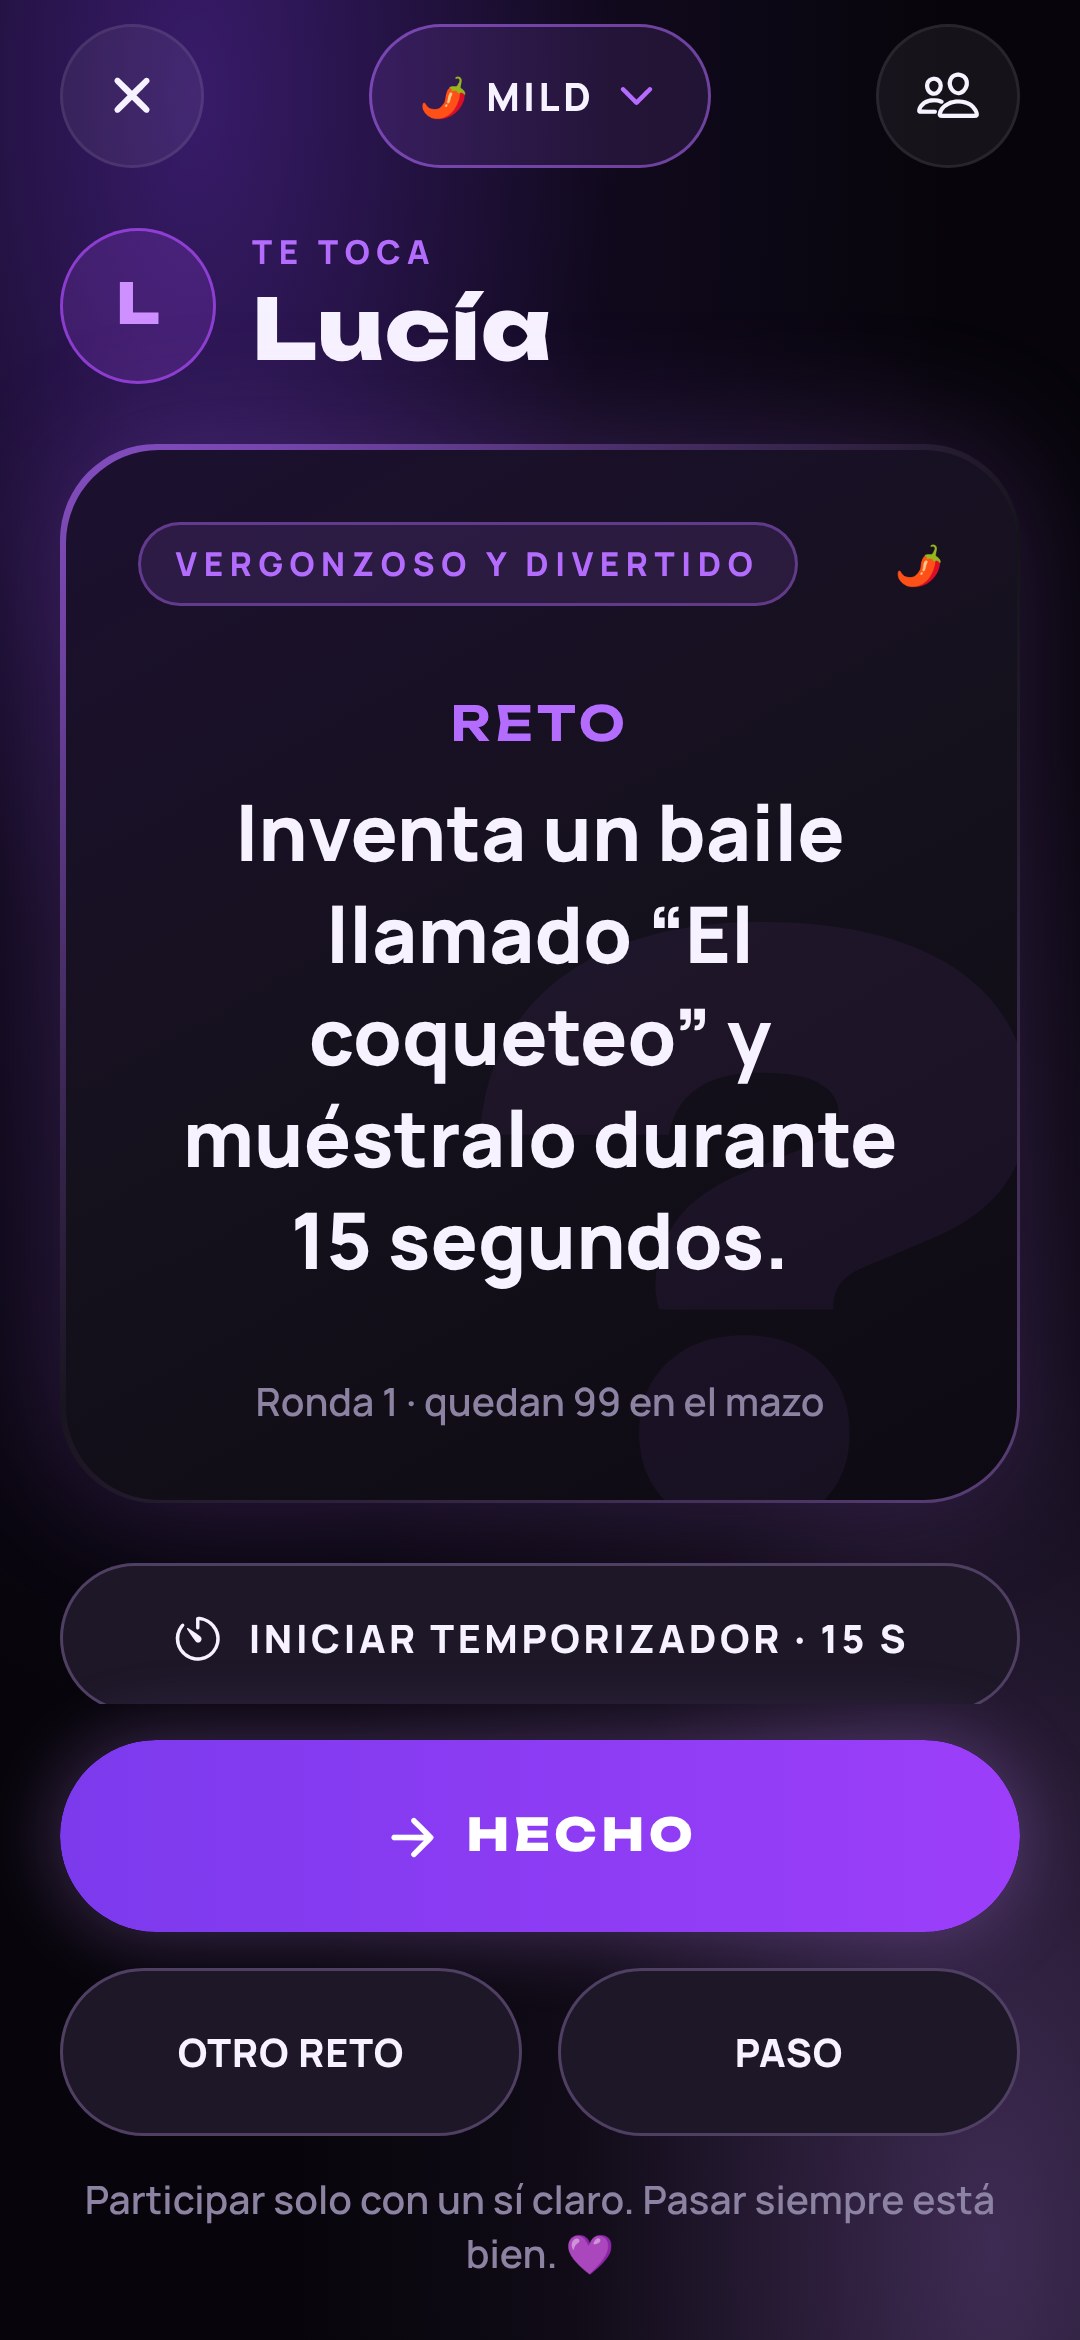 🌶️ MILD
L
TE TOCA
Lucía
VERGONZOSO Y DIVERTIDO 🌶️
RETO
Inventa un baile
llamado “El
coqueteo” y
muéstralo durante
15 segundos.
Ronda 1 · quedan 99 en el mazo
INICIAR TEMPORIZADOR · 15 S
→ HECHO
OTRO RETO
PASO
Participar solo con un sí claro. Pasar siempre está
bien. 💜